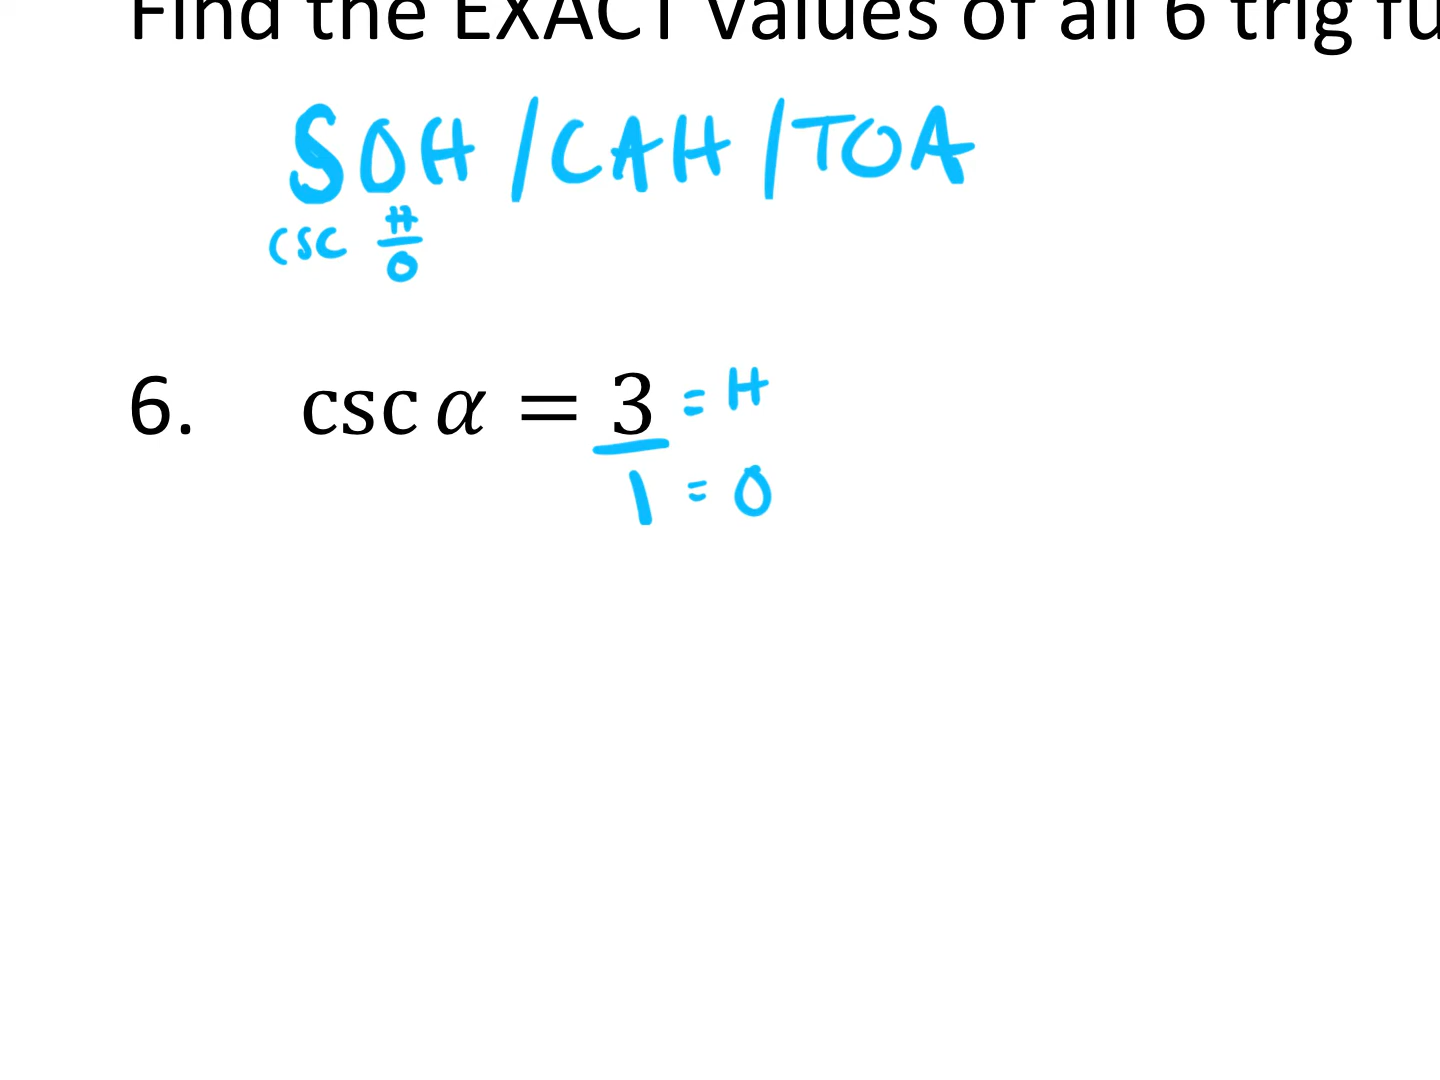 Find the EXACT values of all 6 trig fu
SOH / CAH / TOA
csc H/O
6. csc α = 3 = H
1 = O